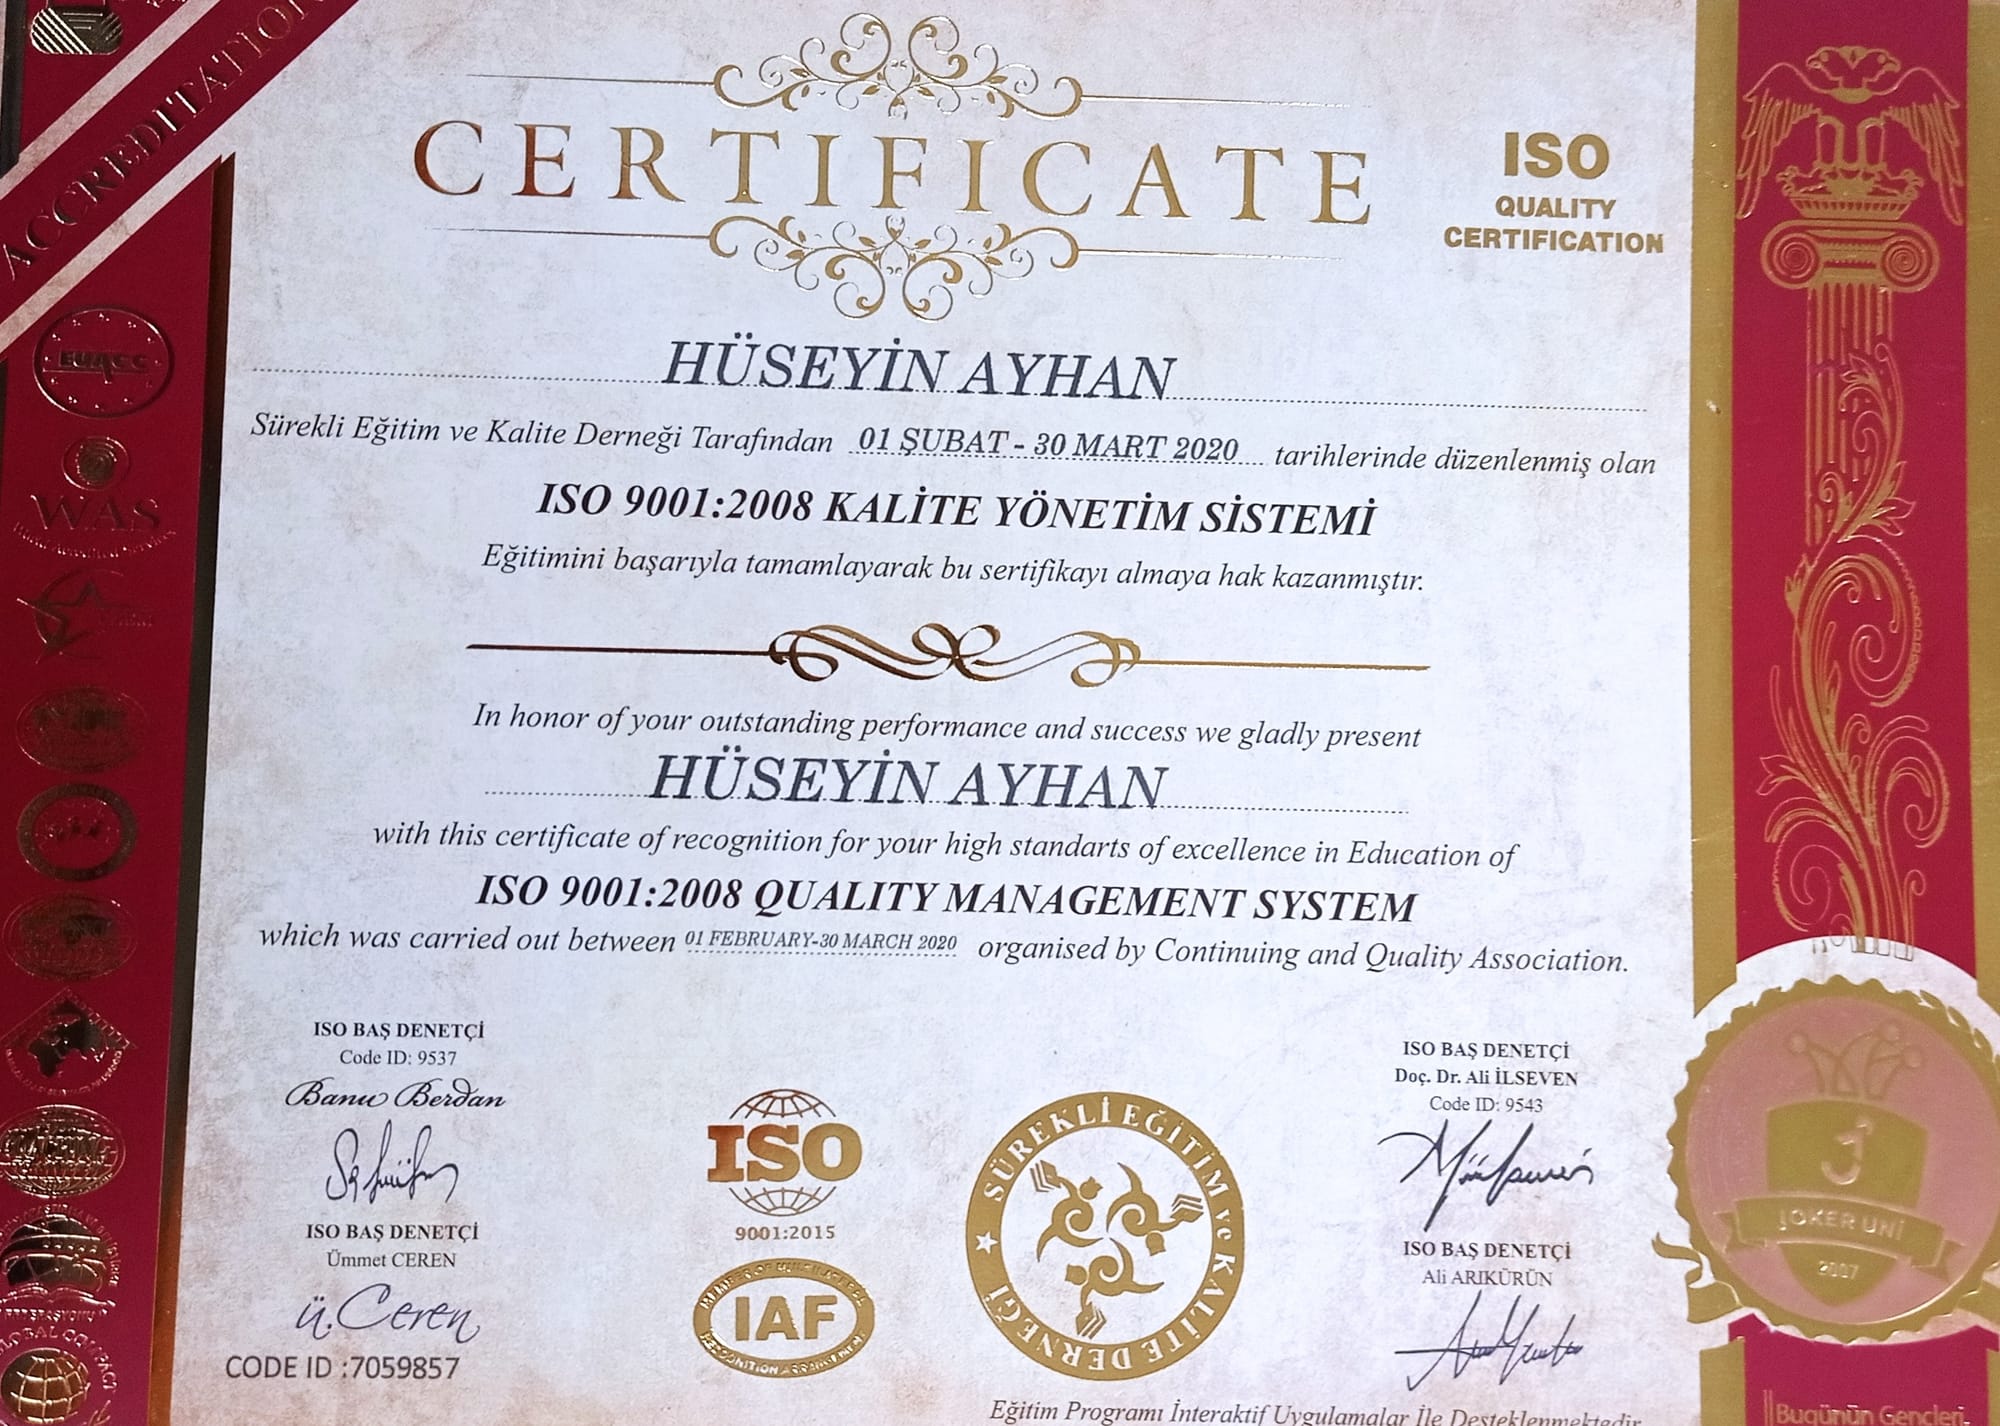 ACCREDITATION
CERTIFICATE
ISO
QUALITY
CERTIFICATION
HÜSEYİN AYHAN
Sürekli Eğitim ve Kalite Derneği Tarafından 01 ŞUBAT - 30 MART 2020 tarihlerinde düzenlenmiş olan
ISO 9001:2008 KALİTE YÖNETİM SİSTEMİ
Eğitimini başarıyla tamamlayarak bu sertifikayı almaya hak kazanmıştır.
In honor of your outstanding performance and success we gladly present
HÜSEYİN AYHAN
with this certificate of recognition for your high standarts of excellence in Education of
ISO 9001:2008 QUALITY MANAGEMENT SYSTEM
which was carried out between 01 FEBRUARY-30 MARCH 2020 organised by Continuing and Quality Association.
ISO BAŞ DENETÇİ
Code ID: 9537
Banu Berdan
ISO BAŞ DENETÇİ
Ümmet CEREN
ü.Ceren
CODE ID :7059857
ISO
9001:2015
IAF
SÜREKLİ EĞİTİM ve KALİTE DERNEĞİ
ISO BAŞ DENETÇİ
Doç. Dr. Ali İLSEVEN
Code ID: 9543
ISO BAŞ DENETÇİ
Ali ARIKÜRÜN
Eğitim Programı İnteraktif Uygulamalar İle Desteklenmektedir
EUACC
WAS
JOKER UNİ
2007
Bugünün Gençleri